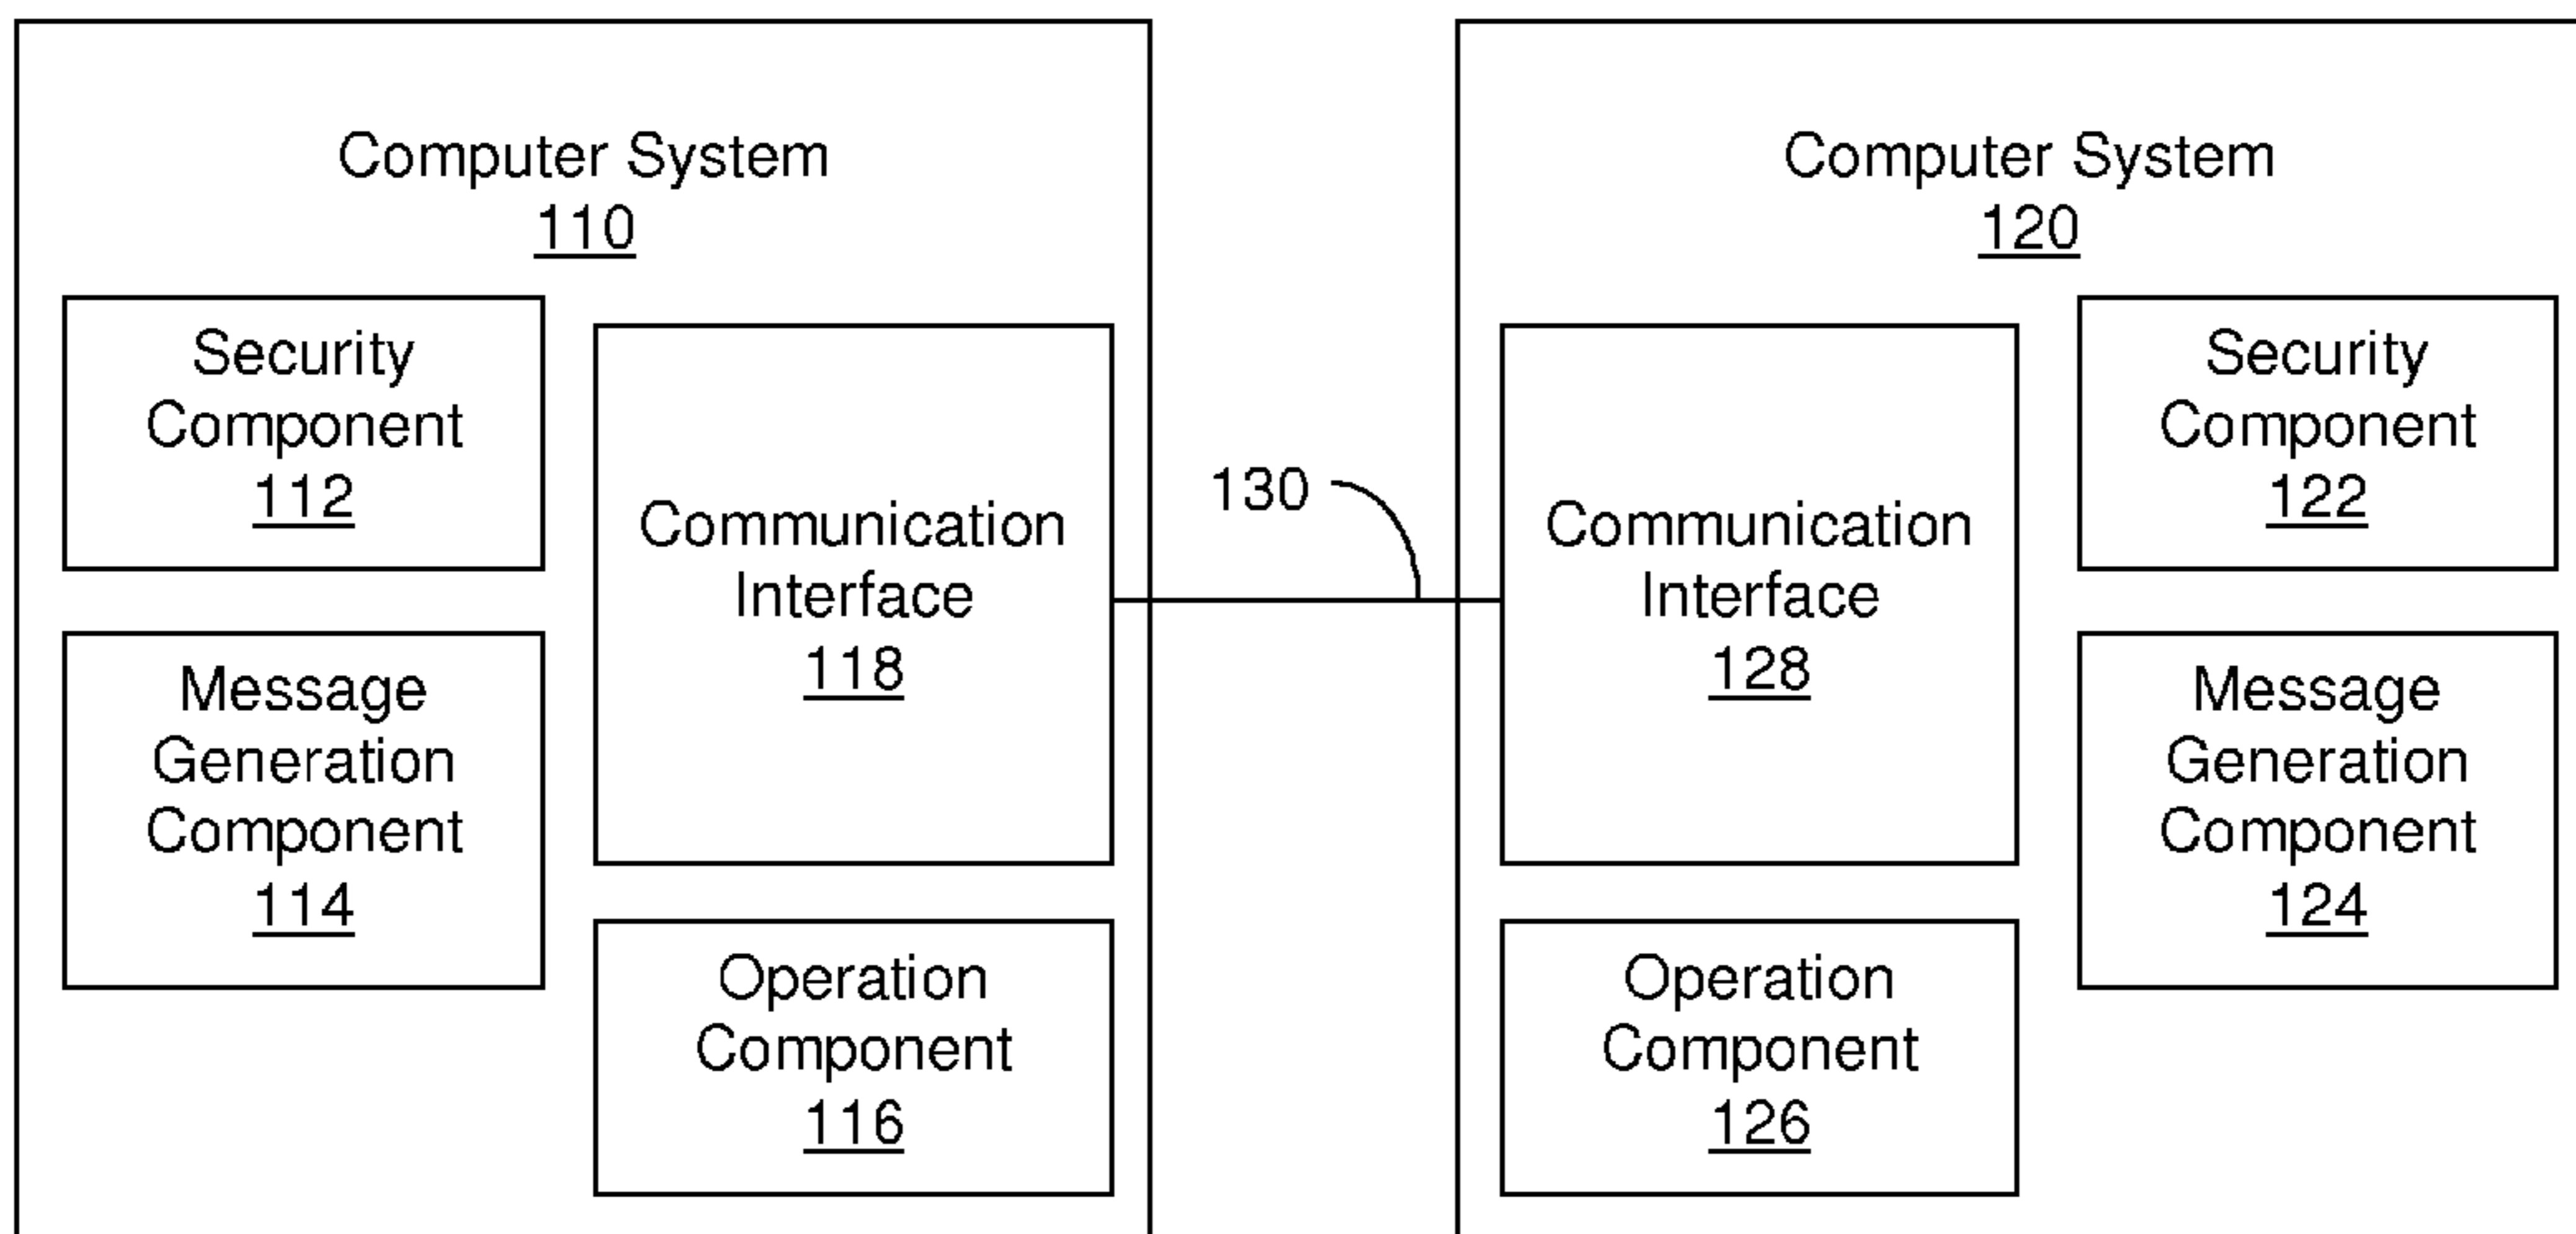 Computer System
110
Security
Component
112
Message
Generation
Component
114
Communication
Interface
118
Operation
Component
116
130
Computer System
120
Communication
Interface
128
Operation
Component
126
Security
Component
122
Message
Generation
Component
124